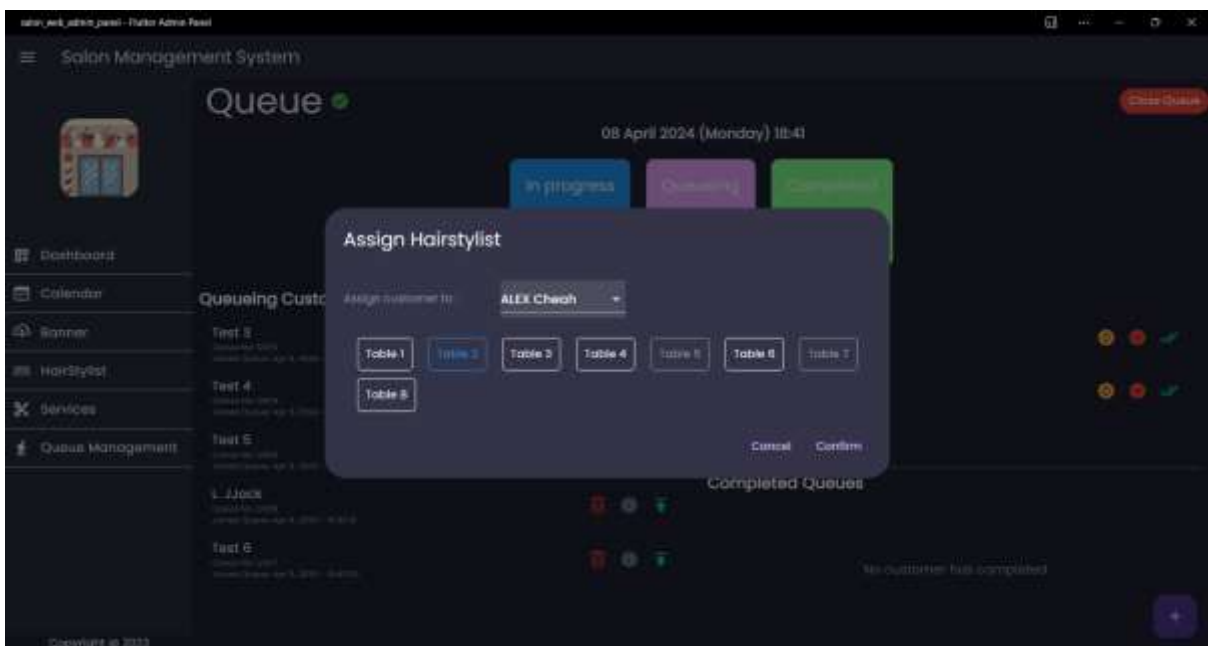 salon_web_admin_panel - Flutter Admin Panel
Salon Management System
Queue
Close Queue
08 April 2024 (Monday) 18:41
In progress
Queueing
Completed
Assign Hairstylist
Assign customer to:
ALEX Cheah
Table 1
Table 2
Table 3
Table 4
Table 5
Table 6
Table 7
Table 8
Cancel
Confirm
Dashboard
Calendar
Banner
HairStylist
Services
Queue Management
Queueing Custo
Test 3
Test 4
Test 5
Test 6
Completed Queues
No customer has completed
Copyright @ 2023